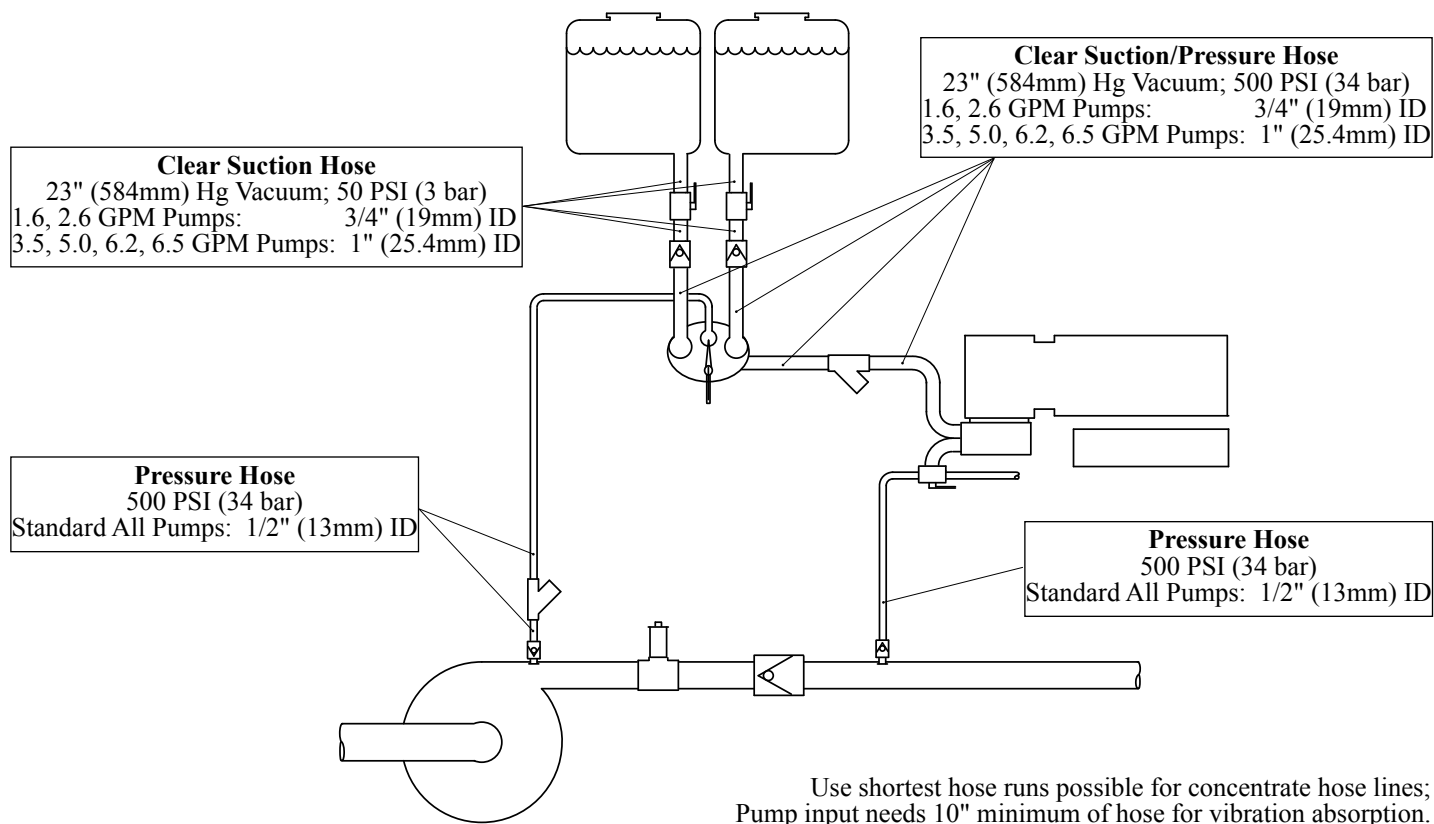 Clear Suction/Pressure Hose
23" (584mm) Hg Vacuum; 500 PSI (34 bar)
1.6, 2.6 GPM Pumps: 3/4" (19mm) ID
3.5, 5.0, 6.2, 6.5 GPM Pumps: 1" (25.4mm) ID
Clear Suction Hose
23" (584mm) Hg Vacuum; 50 PSI (3 bar)
1.6, 2.6 GPM Pumps: 3/4" (19mm) ID
3.5, 5.0, 6.2, 6.5 GPM Pumps: 1" (25.4mm) ID
Pressure Hose
500 PSI (34 bar)
Standard All Pumps: 1/2" (13mm) ID
Pressure Hose
500 PSI (34 bar)
Standard All Pumps: 1/2" (13mm) ID
Use shortest hose runs possible for concentrate hose lines;
Pump input needs 10" minimum of hose for vibration absorption.